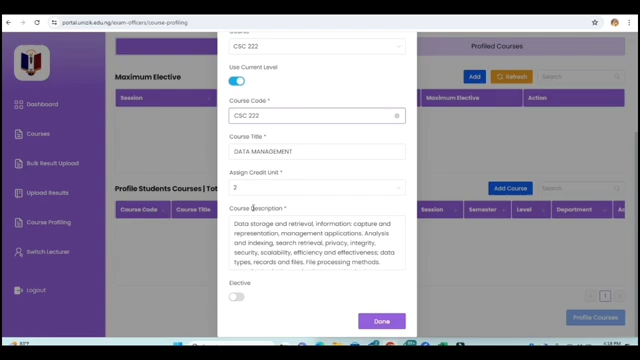 portal.unizik.edu.ng/exam-officers/course-profiling
Profiled Courses
Dashboard
Courses
Bulk Result Upload
Upload Results
Course Profiling
Switch Lecturer
Logout
Maximum Elective
Add
Refresh
Search
Session
Maximum Elective
Action
Profile Students Courses | Tot
Add Course
Search
Course Code
Course Title
Session
Semester
Level
Department
A
1
Profile Courses
CSC 222
Use Current Level
Course Code *
CSC 222
Course Title *
DATA MANAGEMENT
Assign Credit Unit *
2
Course Description *
Data storage and retrieval, information: capture and
representation, management applications. Analysis
and indexing, search retrieval, privacy, integrity,
security, scalability, efficiency and effectiveness; data
types, records and files. File processing methods.
Elective
Done